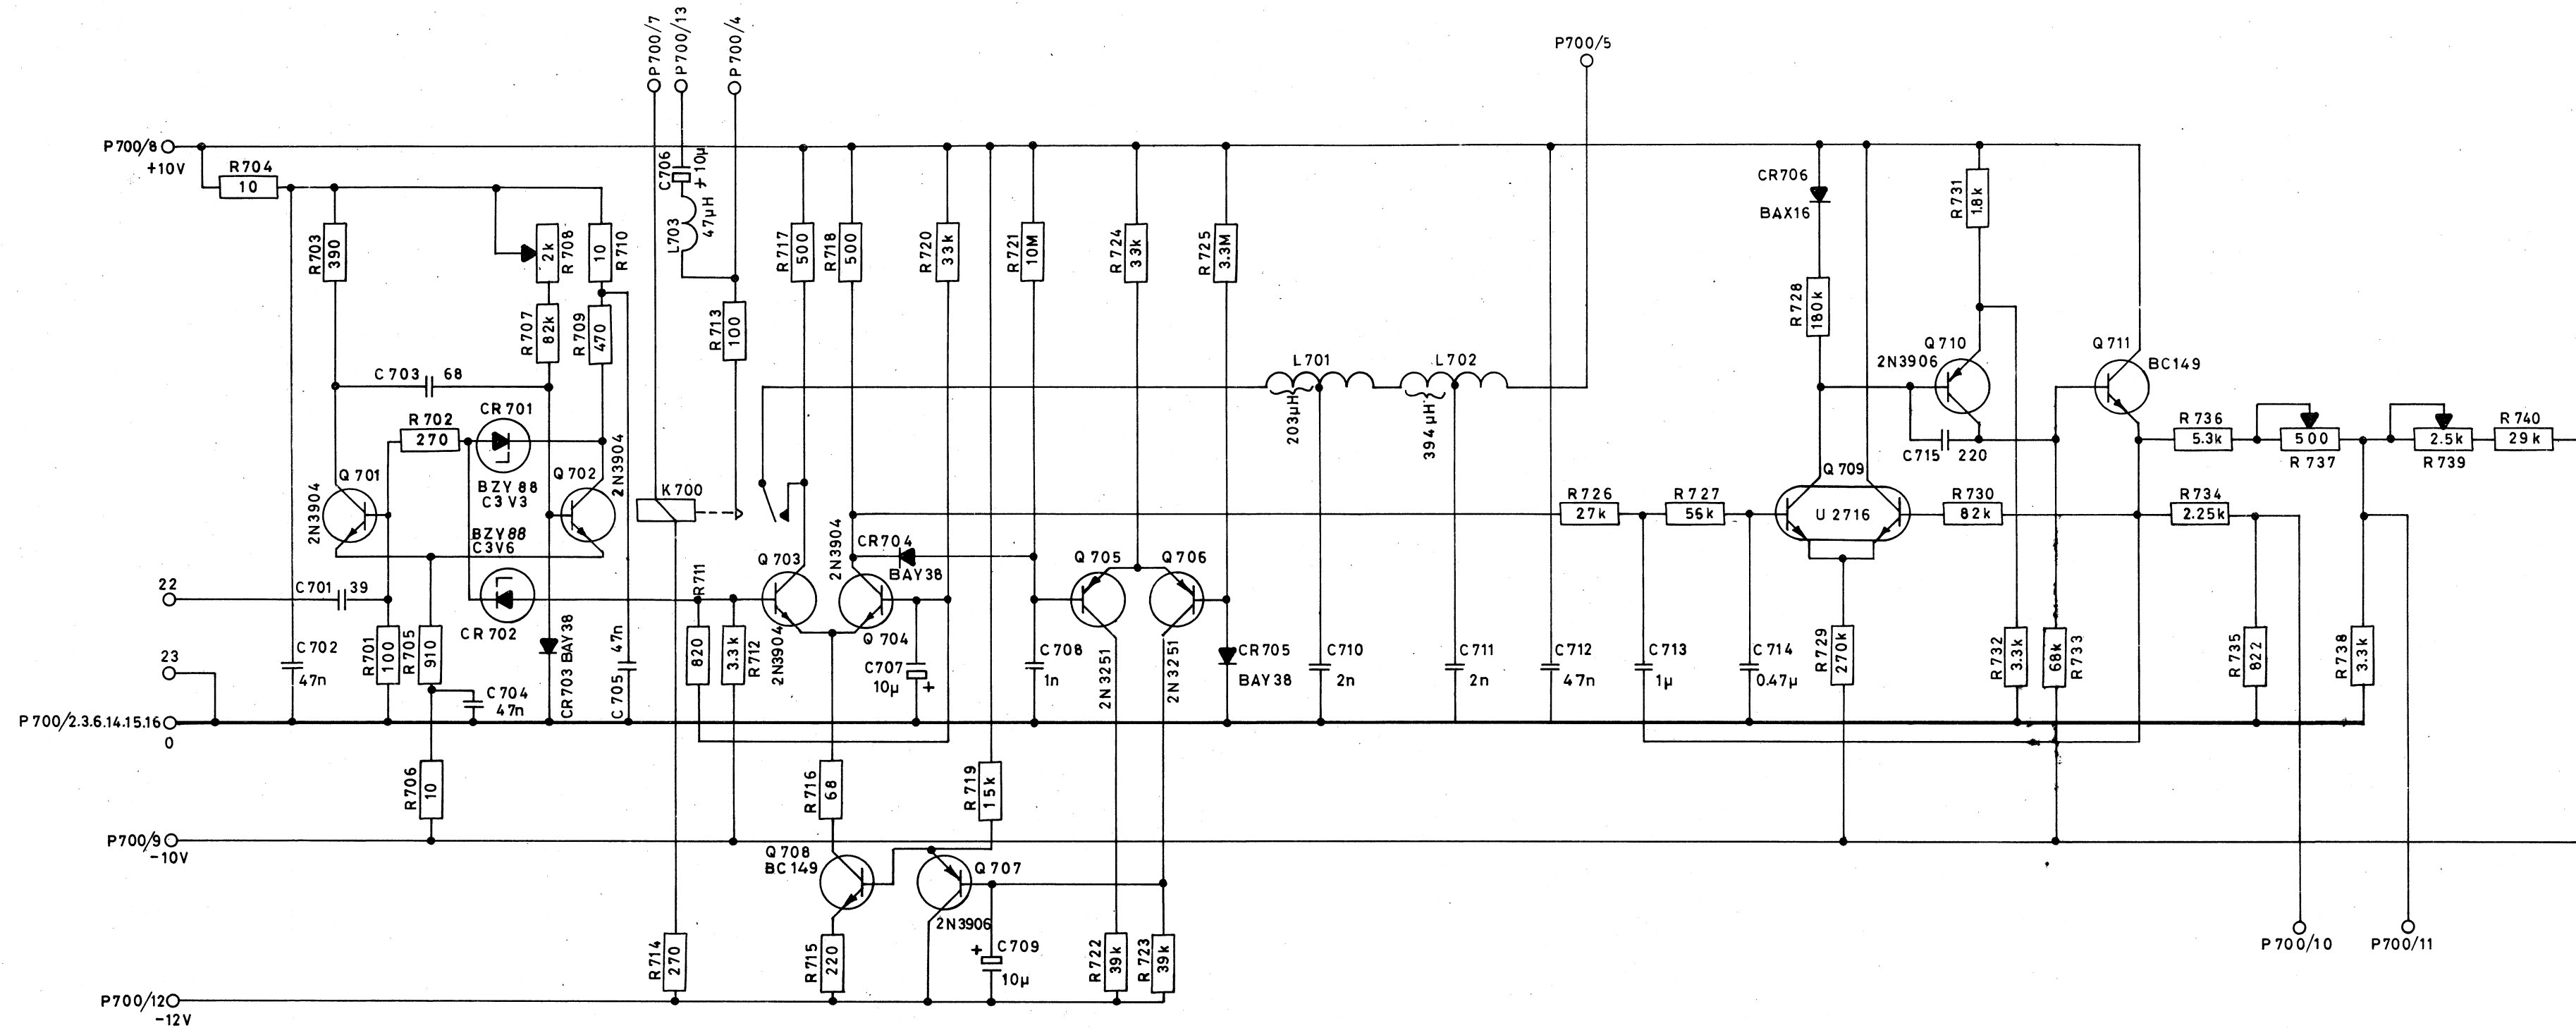 P700/7
P700/13
P700/4
P700/5
P700/8
+10V
R704
10
C706
+ 10μ
L703
47μH
CR706
BAX16
R731
1.8k
R703
390
2k
R708
10
R710
R717
500
R718
500
R720
33k
R721
10M
R724
33k
R725
3.3M
R707
82k
R709
470
R713
100
R728
180k
Q710
2N3906
Q711
BC149
L701
203μH
L702
394μH
C703 68
R702
270
CR701
BZY88
C3V3
BZY88
C3V6
Q701
2N3904
Q702
2N3904
K700
C715 220
R736
5.3k
500
R737
2.5k
R739
R740
29k
Q709
U2716
R726
27k
R727
56k
R730
82k
R734
2.25k
2N3904
CR704
BAY38
Q703
2N3904
Q704
Q705
2N3251
Q706
2N3251
22
C701 39
CR702
R711
820
3.3k
R712
23
C702
47n
R701
100
R705
910
C704
47n
CR703 BAY38
C705 47n
C707
10μ
+
C708
1n
CR705
BAY38
C710
2n
C711
2n
C712
47n
C713
1μ
C714
0.47μ
R729
270k
R732
3.3k
68k
R733
R735
822
R738
3.3k
P700/2.3.6.14.15.16
0
R706
10
R716
68
R719
15k
P700/9
-10V
Q708
BC149
Q707
2N3906
R714
270
R715
220
+
C709
10μ
R722
39k
R723
39k
P700/10
P700/11
P700/12
-12V